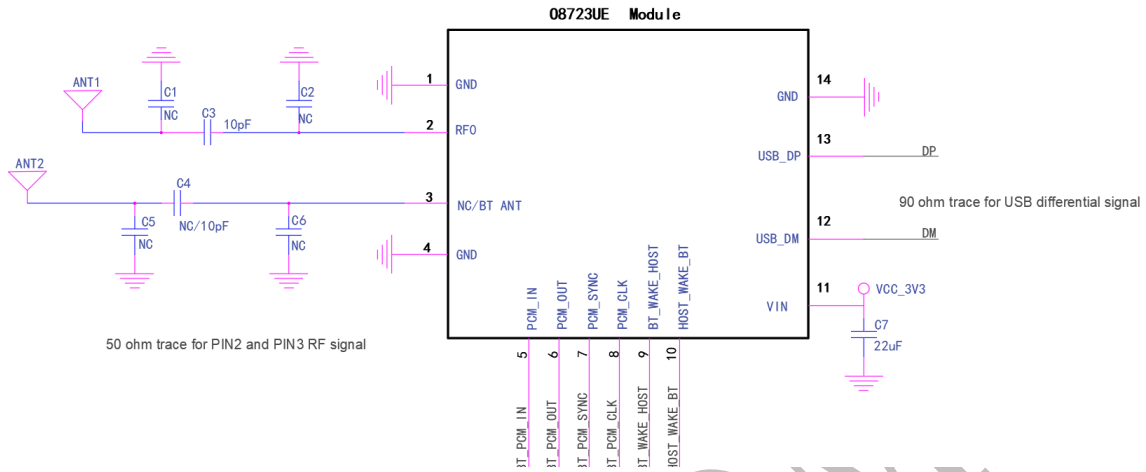 O8723UE Module
ANT1
C1
NC
C2
NC
C3
10pF
1
GND
2
RFO
ANT2
C4
NC/10pF
C5
NC
C6
NC
3
NC/BT ANT
4
GND
50 ohm trace for PIN2 and PIN3 RF signal
14
GND
13
USB_DP
DP
90 ohm trace for USB differential signal
12
USB_DM
DM
11
VIN
VCC_3V3
C7
22uF
PCM_IN
PCM_OUT
PCM_SYNC
PCM_CLK
BT_WAKE_HOST
HOST_WAKE_BT
5
6
7
8
9
10
BT_PCM_IN
BT_PCM_OUT
BT_PCM_SYNC
BT_PCM_CLK
BT_WAKE_HOST
HOST_WAKE_BT